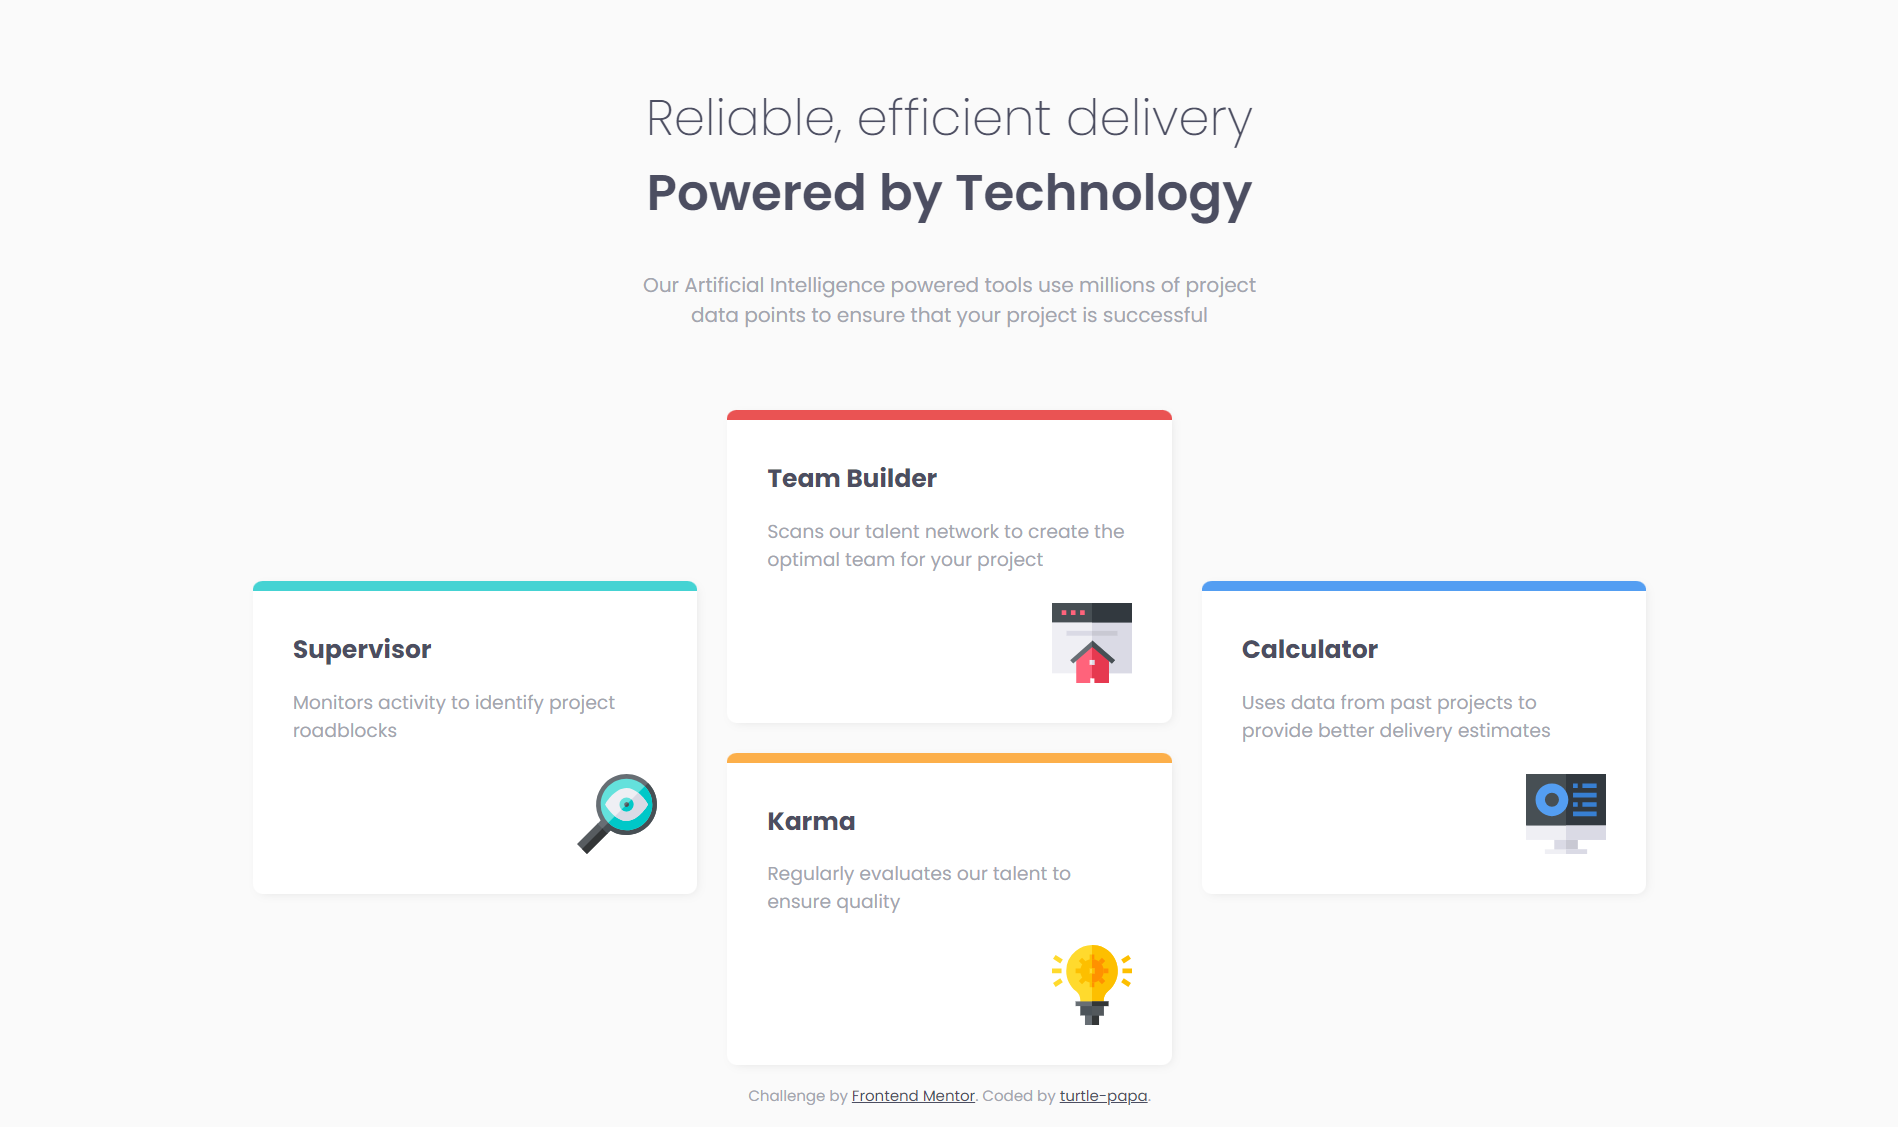 Reliable, efficient delivery
Powered by Technology
Our Artificial Intelligence powered tools use millions of project
data points to ensure that your project is successful
Supervisor
Monitors activity to identify project
roadblocks
Team Builder
Scans our talent network to create the
optimal team for your project
Karma
Regularly evaluates our talent to
ensure quality
Calculator
Uses data from past projects to
provide better delivery estimates
Challenge by Frontend Mentor. Coded by turtle-papa.